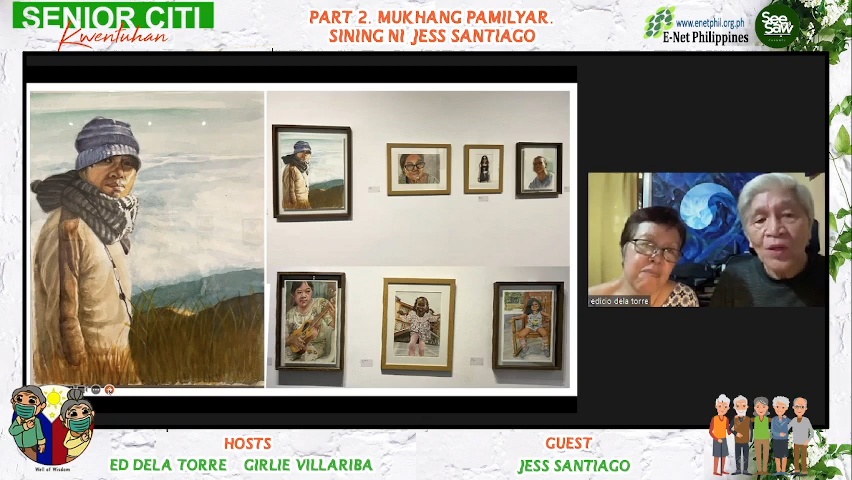 SENIOR CITI
Kwentuhan
PART 2. MUKHANG PAMILYAR.
SINING NI JESS SANTIAGO
www.enetphil.org.ph
E-Net Philippines
See
Saw
edicio dela torre
Well of Wisdom
HOSTS
ED DELA TORRE GIRLIE VILLARIBA
GUEST
JESS SANTIAGO